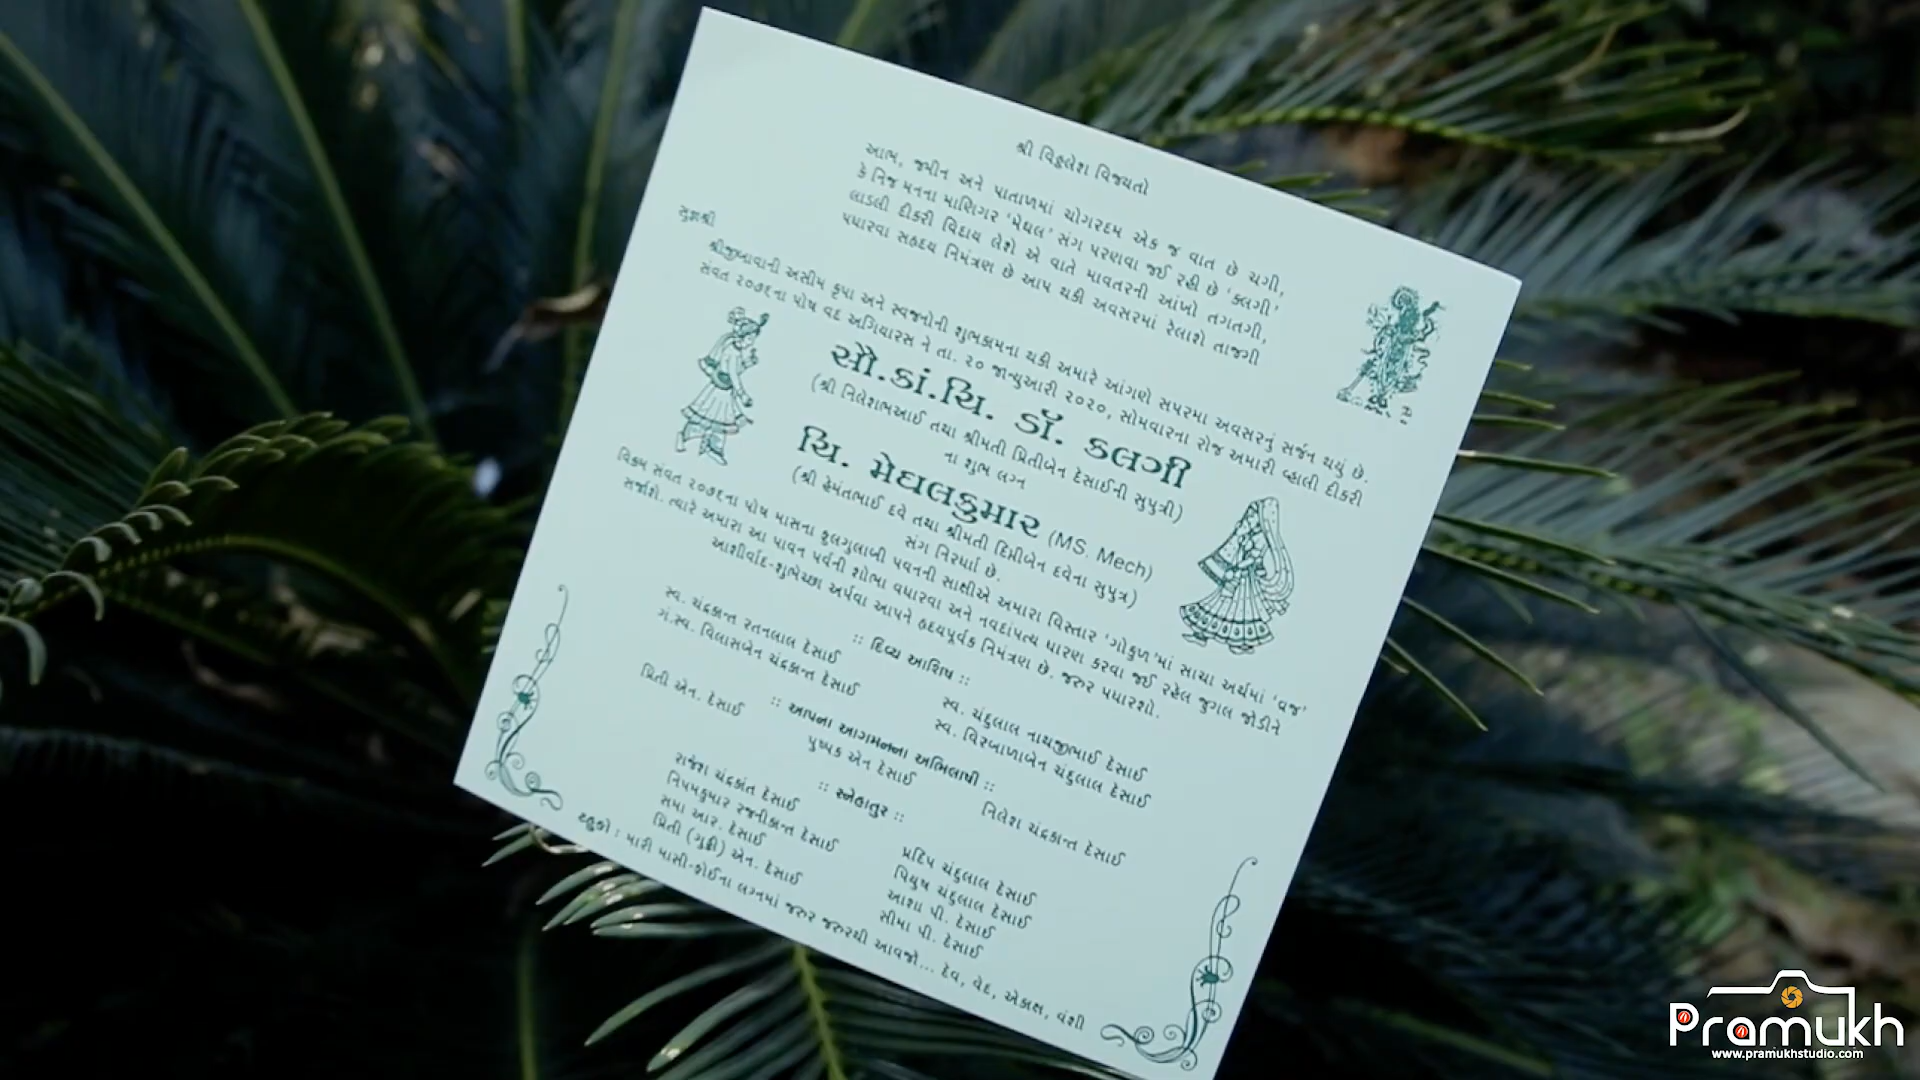 શ્રી વિઠ્ઠલેશ વિજયતો
આભ, જમીન અને પાતાળમાં ચોગરદમ એક જ વાત છે ચગી,
કે નિજ મનના માણિગર 'મેઘલ' સંગ પરણવા જઈ રહી છે 'કલગી'
લાડલી દીકરી વિદાય લેશે એ વાતે માવતરની આંખો તગતગી,
પધારવા સહૃદય નિમંત્રણ છે આપ થકી અવસરમાં રેલાશે તાજગી
સુજ્ઞશ્રી
શ્રીજીબાવાની અસીમ કૃપા અને સ્વજનોની શુભકામના થકી અમારે આંગણે સપરમા અવસરનું સર્જન થયું છે.
સંવત ૨૦૭૬ના પોષ વદ અગિયારસ ને તા. ૨૦ જાન્યુઆરી ૨૦૨૦, સોમવારના રોજ અમારી વ્હાલી દીકરી
સૌ.કાં.ચિ. ડૉ. કલગી
(શ્રી નિલેશભઆઈ તથા શ્રીમતી પ્રિતીબેન દેસાઈની સુપુત્રી)
ના શુભ લગ્ન
ચિ. મેઘલકુમાર (MS. Mech)
(શ્રી હેમંતભાઈ દવે તથા શ્રીમતી દિપ્તીબેન દવેના સુપુત્ર)
સંગ નિરધાર્યા છે.
વિક્રમ સંવત ૨૦૭૬ના પોષ માસના ફૂલગુલાબી પવનની સાક્ષીએ અમારા વિસ્તાર 'ગોકુળ'માં સાચા અર્થમાં 'વ્રજ'
સર્જાશે. ત્યારે અમારા આ પાવન પર્વની શોભા વધારવા અને નવદાંપત્ય ધારણ કરવા જઈ રહેલ જુગલ જોડીને
આશીર્વાદ-શુભેચ્છા અર્પવા આપને હૃદયપૂર્વક નિમંત્રણ છે. જરુર પધારશો.
:: દિવ્ય આશિષ ::
સ્વ. ચંદ્રકાન્ત રતનલાલ દેસાઈ
ગં.સ્વ. વિલાસબેન ચંદ્રકાન્ત દેસાઈ
સ્વ. ચંદુલાલ નાથજીભાઈ દેસાઈ
સ્વ. વિરબાળાબેન ચંદુલાલ દેસાઈ
:: આપના આગમનના અભિલાષી ::
પ્રિતી એન. દેસાઈ
પુષ્પક એન દેસાઈ
નિલેશ ચંદ્રકાન્ત દેસાઈ
:: સ્નેહાતુર ::
રાજેશ ચંદ્રકાંત દેસાઈ
નિષમકુમાર રજનીકાન્ત દેસાઈ
સમા આર. દેસાઈ
પ્રિતી (ગુડ્ડી) એન. દેસાઈ
પ્રદિપ ચંદુલાલ દેસાઈ
પિયુષ ચંદુલાલ દેસાઈ
આશા પી. દેસાઈ
સીમા પી. દેસાઈ
ટહુકો : મારી માસી-ફોઈના લગ્નમાં જરુર જરુરથી આવજો... દેવ, વેદ, એકાક્ષ, વંશી
Pramukh
www.pramukhstudio.com